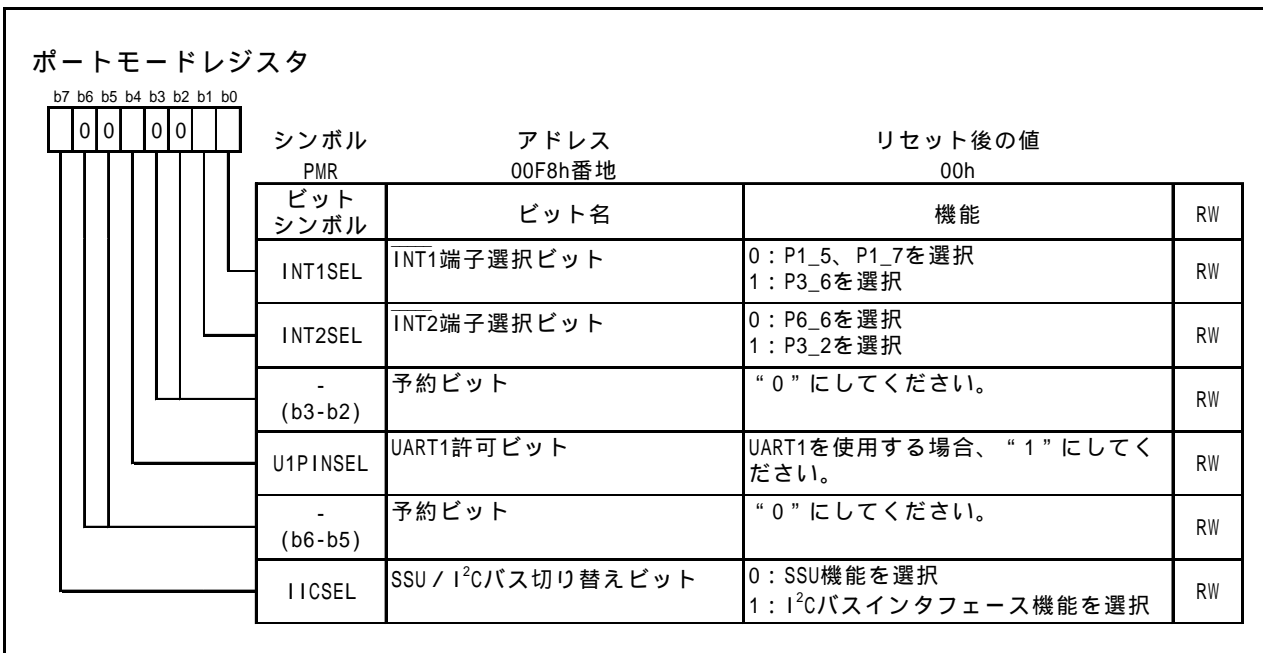 ポートモードレジスタ
b7 b6 b5 b4 b3 b2 b1 b0
0 0 0 0
シンボル アドレス リセット後の値
PMR 00F8h番地 00h
ビット
シンボル ビット名 機能 RW
INT1SEL INT1端子選択ビット 0：P1_5、P1_7を選択
1：P3_6を選択 RW
INT2SEL INT2端子選択ビット 0：P6_6を選択
1：P3_2を選択 RW
-
(b3-b2) 予約ビット “0”にしてください。 RW
U1PINSEL UART1許可ビット UART1を使用する場合、“1”にしてく
ださい。 RW
-
(b6-b5) 予約ビット “0”にしてください。 RW
IICSEL SSU／I²Cバス切り替えビット 0：SSU機能を選択
1：I²Cバスインタフェース機能を選択 RW